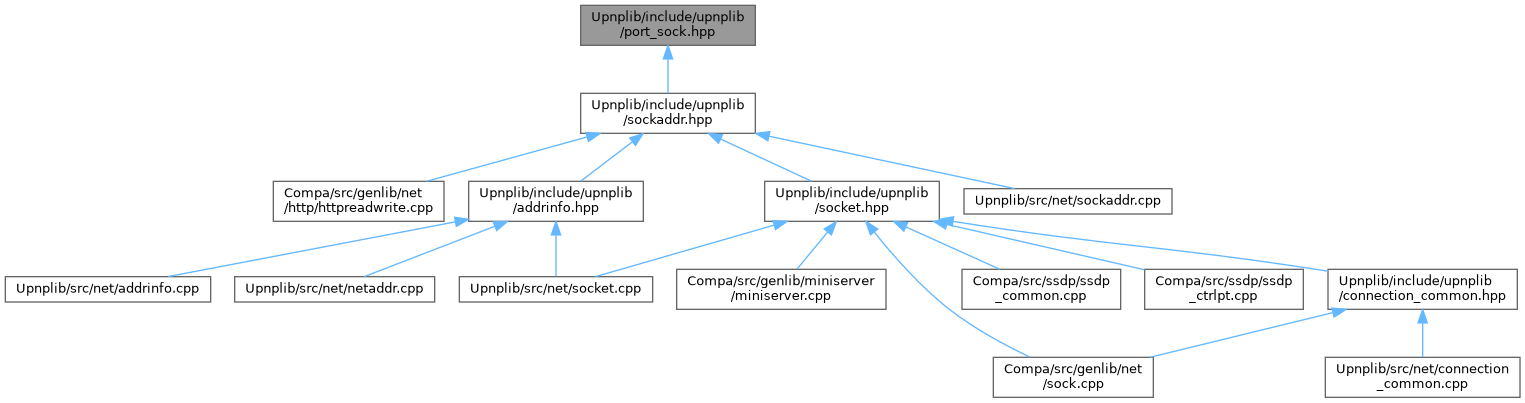 Upnplib/include/upnplib
/port_sock.hpp
Upnplib/include/upnplib
/sockaddr.hpp
Compa/src/genlib/net
/http/httpreadwrite.cpp
Upnplib/include/upnplib
/addrinfo.hpp
Upnplib/include/upnplib
/socket.hpp
Upnplib/src/net/sockaddr.cpp
Upnplib/src/net/addrinfo.cpp
Upnplib/src/net/netaddr.cpp
Upnplib/src/net/socket.cpp
Compa/src/genlib/miniserver
/miniserver.cpp
Compa/src/ssdp/ssdp
_common.cpp
Compa/src/ssdp/ssdp
_ctrlpt.cpp
Upnplib/include/upnplib
/connection_common.hpp
Compa/src/genlib/net
/sock.cpp
Upnplib/src/net/connection
_common.cpp